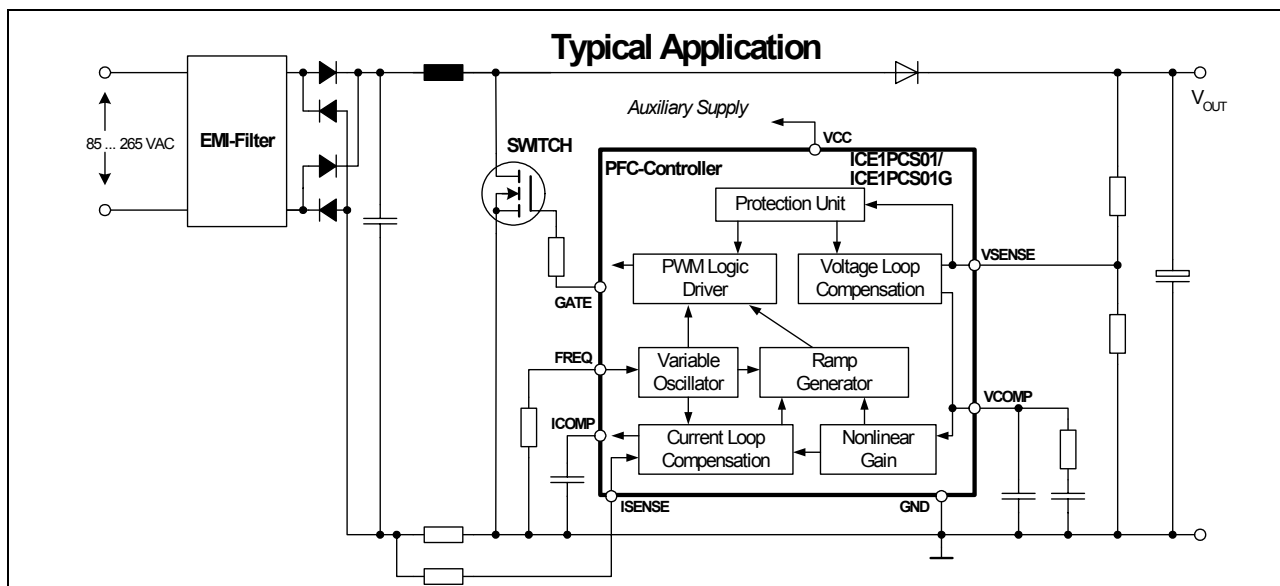 Typical Application
Auxiliary Supply
V_OUT
VCC
85 ... 265 VAC
EMI-Filter
SWITCH
PFC-Controller
ICE1PCS01/
ICE1PCS01G
Protection Unit
PWM Logic
Driver
Voltage Loop
Compensation
VSENSE
GATE
FREQ
Variable
Oscillator
Ramp
Generator
ICOMP
VCOMP
Current Loop
Compensation
Nonlinear
Gain
ISENSE
GND